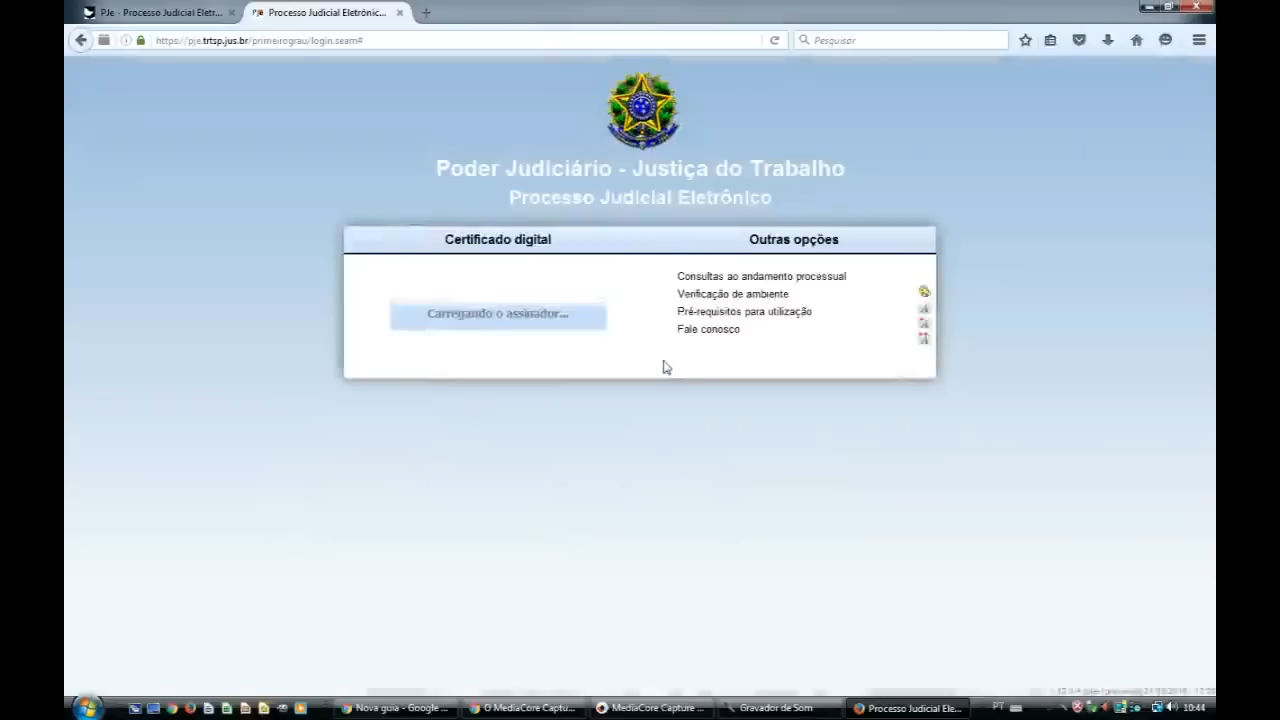 PJe - Processo Judicial Eletr...
Processo Judicial Eletrônic...
https://pje.trtsp.jus.br/primeirograu/login.seam#
Pesquisar
Poder Judiciário - Justiça do Trabalho
Processo Judicial Eletrônico
Certificado digital
Outras opções
Carregando o assinador...
Consultas ao andamento processual
Verificação de ambiente
Pré-requisitos para utilização
Fale conosco
Nova guia - Google ...
O MediaCore Captu...
MediaCore Capture ...
Gravador de Som
Processo Judicial Ele...
PT
10:44